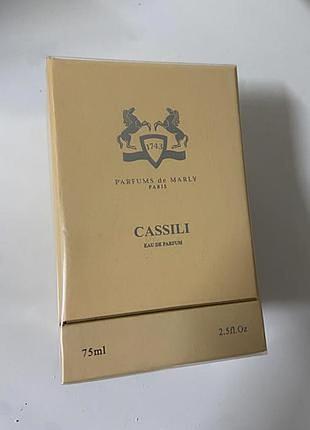 1743
PARFUMS de MARLY
PARIS
CASSILI
EAU DE PARFUM
75ml
2.5fl.Oz